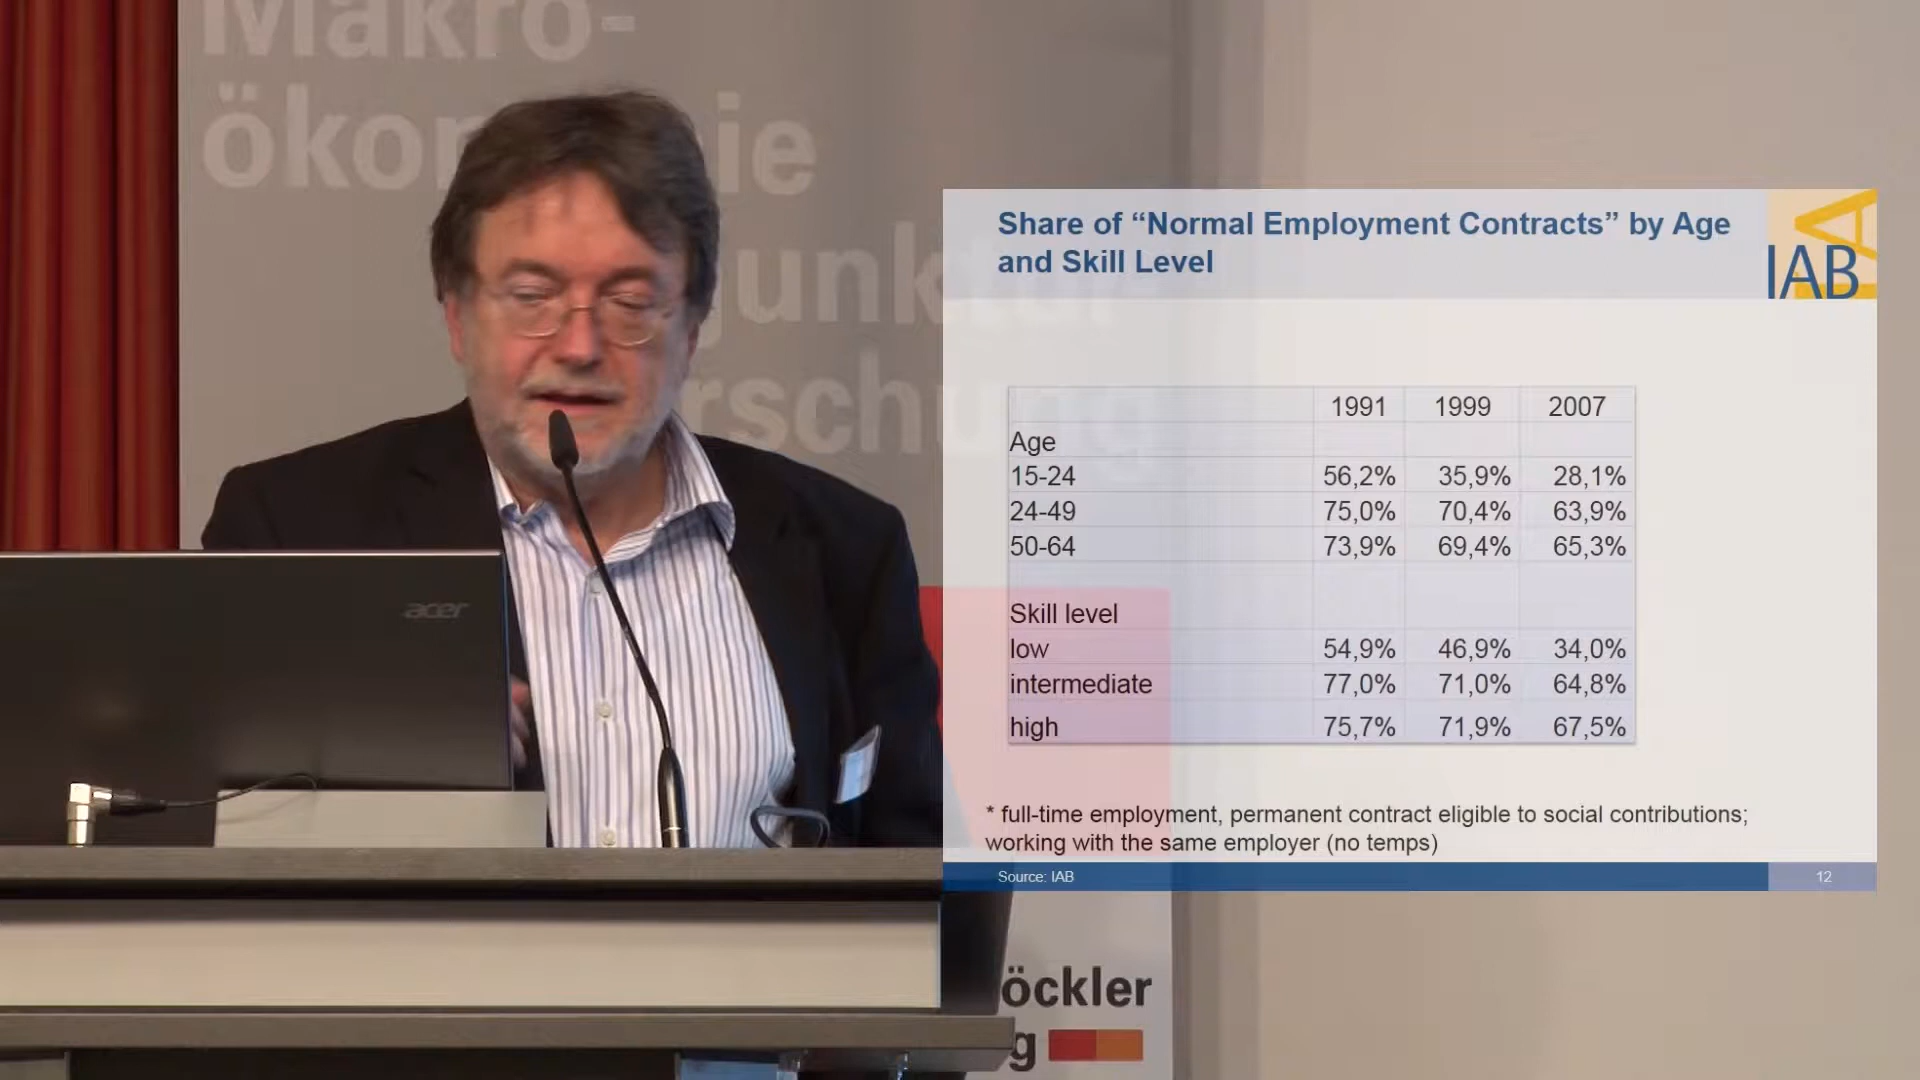 Makro-
acer
Share of “Normal Employment Contracts” by Age
and Skill Level
IAB
1991 1999 2007
Age
15-24 56,2% 35,9% 28,1%
24-49 75,0% 70,4% 63,9%
50-64 73,9% 69,4% 65,3%
Skill level
low 54,9% 46,9% 34,0%
intermediate 77,0% 71,0% 64,8%
high 75,7% 71,9% 67,5%
* full-time employment, permanent contract eligible to social contributions;
working with the same employer (no temps)
Source: IAB 12
öckler
g